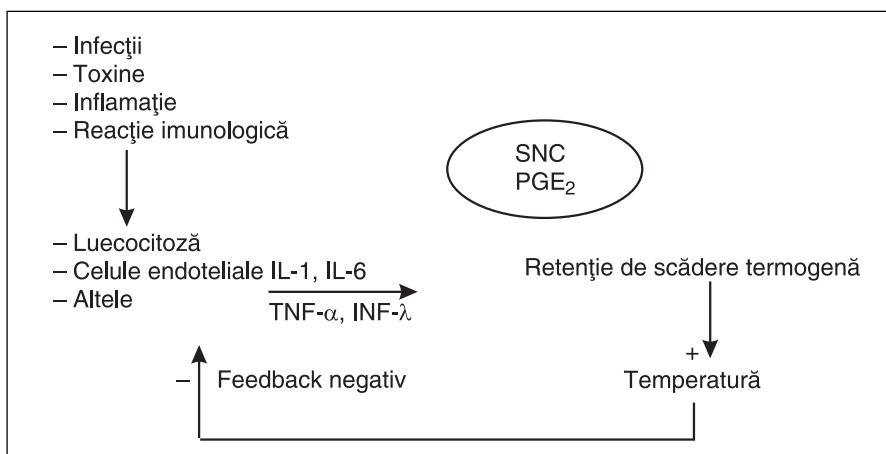 – Infecţii
– Toxine
– Inflamaţie
– Reacţie imunologică
SNC
PGE₂
– Luecocitoză
– Celule endoteliale IL-1, IL-6
– Altele
TNF-α, INF-λ
Retenţie de scădere termogenă
+
Temperatură
– Feedback negativ